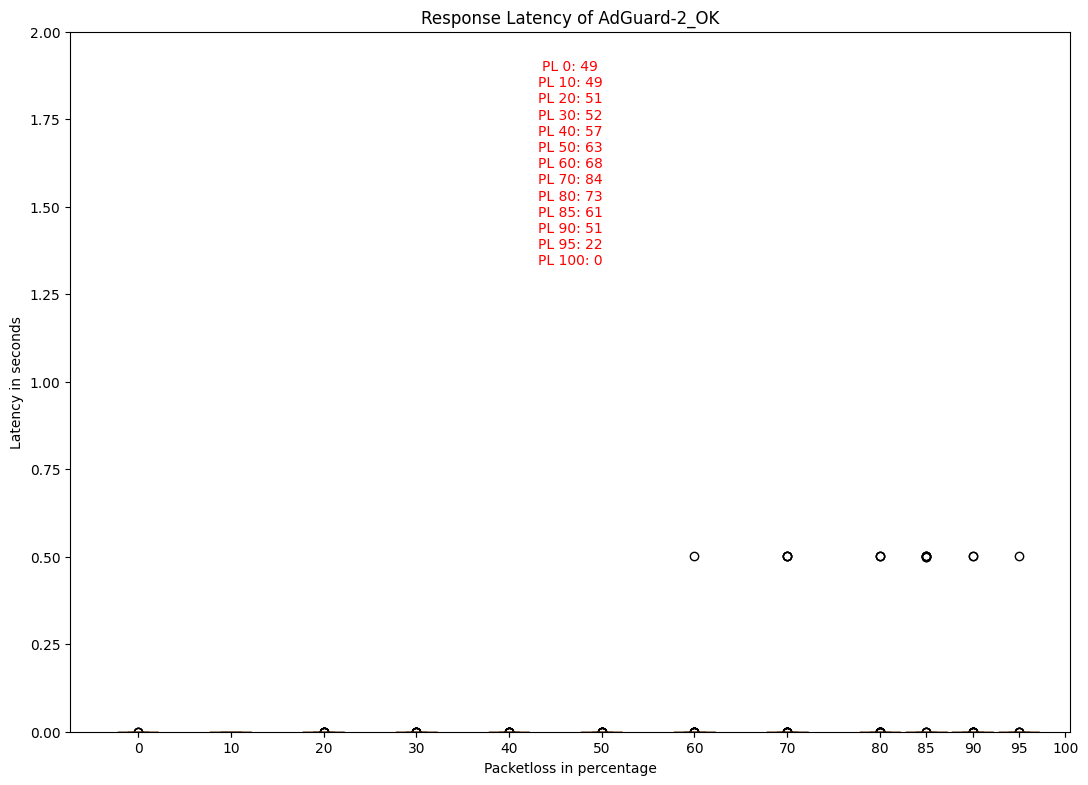 Response Latency of AdGuard-2_OK
2.00
1.75
1.50
1.25
1.00
0.75
0.50
0.25
0.00
Latency in seconds
PL 0: 49
PL 10: 49
PL 20: 51
PL 30: 52
PL 40: 57
PL 50: 63
PL 60: 68
PL 70: 84
PL 80: 73
PL 85: 61
PL 90: 51
PL 95: 22
PL 100: 0
0 10 20 30 40 50 60 70 80 85 90 95 100
Packetloss in percentage